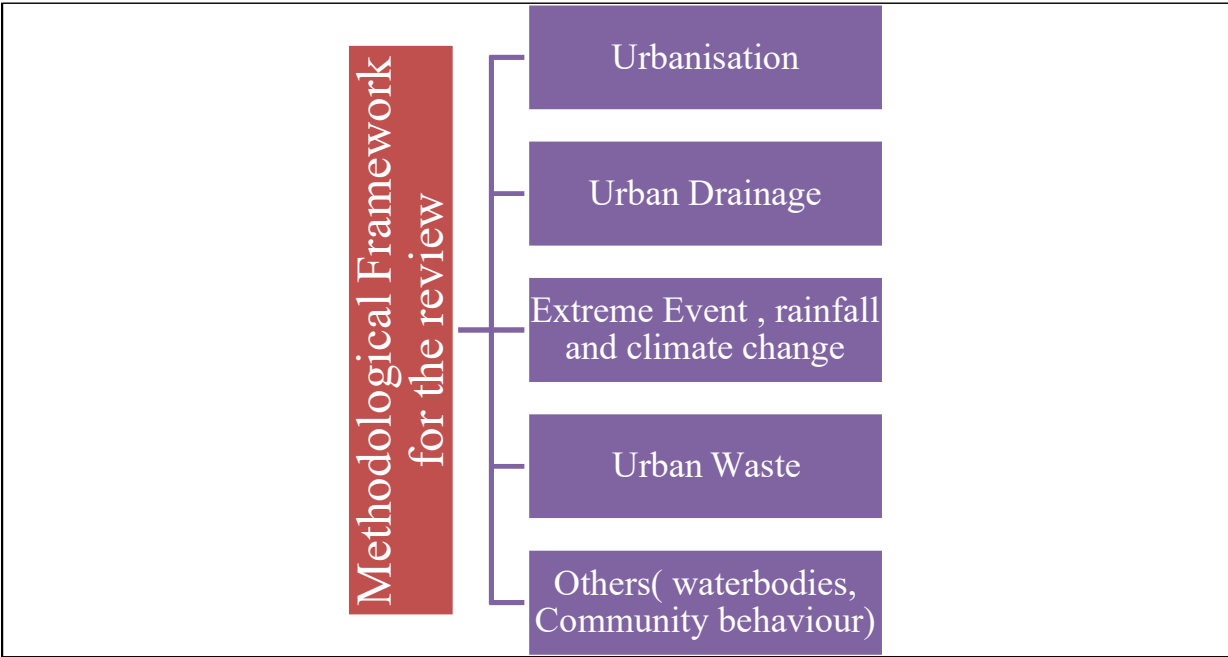 Methodological Framework
for the review
Urbanisation
Urban Drainage
Extreme Event , rainfall
and climate change
Urban Waste
Others( waterbodies,
Community behaviour)